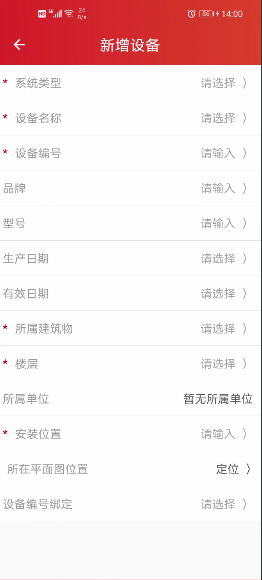 HD 5G 24 B/s 56 14:00
← 新增设备
* 系统类型 请选择 〉
* 设备名称 请选择 〉
* 设备编号 请输入 〉
品牌 请输入 〉
型号 请输入 〉
生产日期 请选择 〉
有效日期 请选择 〉
* 所属建筑物 请选择 〉
* 楼层 请选择 〉
所属单位 暂无所属单位
* 安装位置 请输入 〉
所在平面图位置 定位 〉
设备编号绑定 请选择 〉